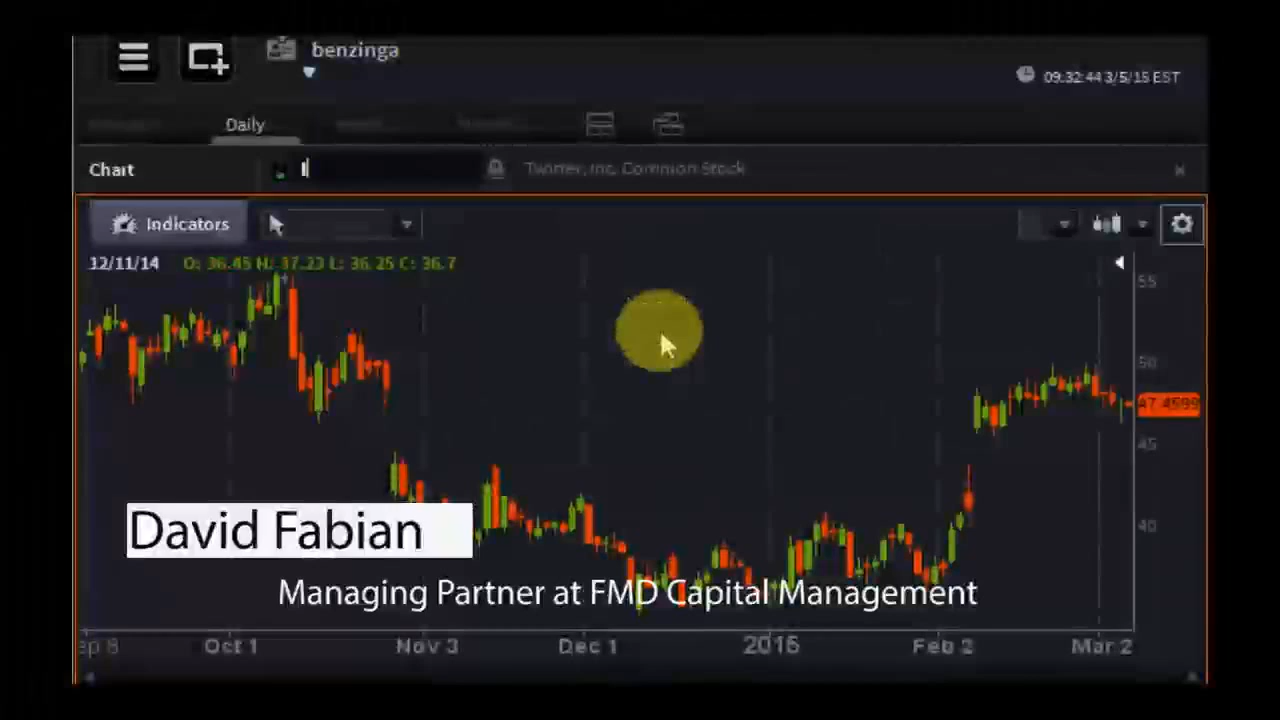 benzinga
09:32:44 3/5/15 EST
Daily
Chart
Twitter, Inc. Common Stock
Indicators
12/11/14 O: 36.45 H: 37.23 L: 36.25 C: 36.7
55
50
47.4599
45
40
David Fabian
Managing Partner at FMD Capital Management
Oct 1 Nov 3 Dec 1 2015 Feb 2 Mar 2